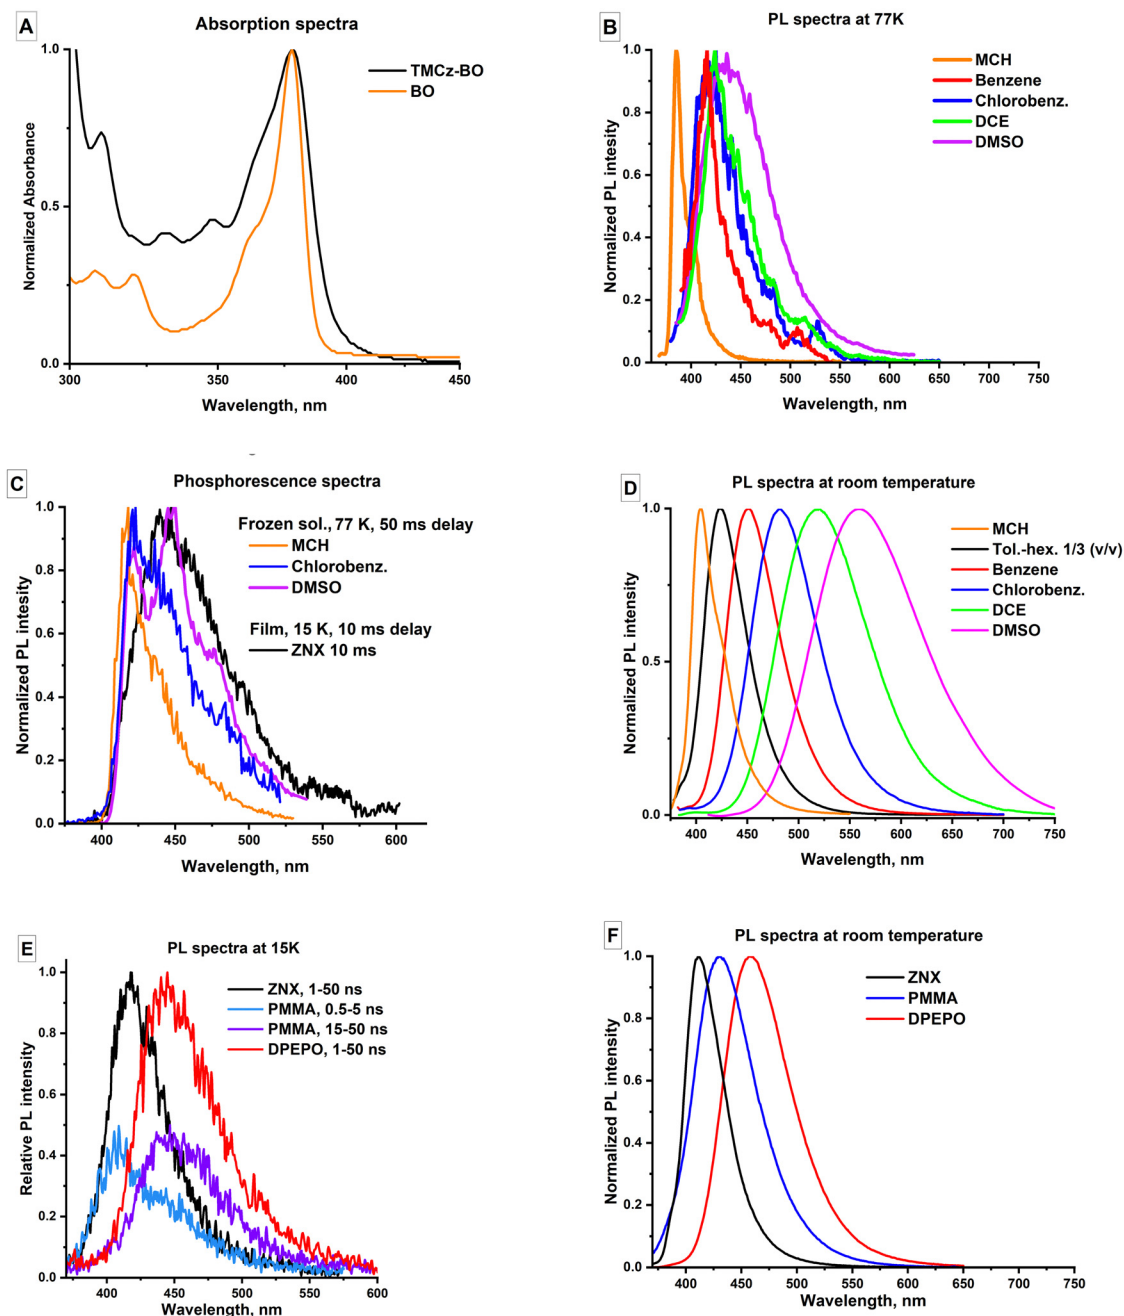 A
Absorption spectra
1.0
0.5
0.0
300
350
400
450
Normalized Absorbance
Wavelength, nm
TMCz-BO
BO
B
PL spectra at 77K
1.0
0.8
0.6
0.4
0.2
0.0
400
450
500
550
600
650
700
750
Normalized PL intesity
Wavelength, nm
MCH
Benzene
Chlorobenz.
DCE
DMSO
C
Phosphorescence spectra
1.0
0.8
0.6
0.4
0.2
0.0
400
450
500
550
600
Normalized PL intesity
Wavelength, nm
Frozen sol., 77 K, 50 ms delay
MCH
Chlorobenz.
DMSO
Film, 15 K, 10 ms delay
ZNX 10 ms
D
PL spectra at room temperature
1.0
0.5
0.0
400
450
500
550
600
650
700
750
Normalized PL intensity
Wavelength, nm
MCH
Tol.-hex. 1/3 (v/v)
Benzene
Chlorobenz.
DCE
DMSO
E
PL spectra at 15K
1.0
0.8
0.6
0.4
0.2
0.0
400
450
500
550
600
Relative PL intensity
Wavelength, nm
ZNX, 1-50 ns
PMMA, 0.5-5 ns
PMMA, 15-50 ns
DPEPO, 1-50 ns
F
PL spectra at room temperature
1.0
0.8
0.6
0.4
0.2
0.0
400
450
500
550
600
650
700
750
Normalized PL intensity
Wavelength, nm
ZNX
PMMA
DPEPO